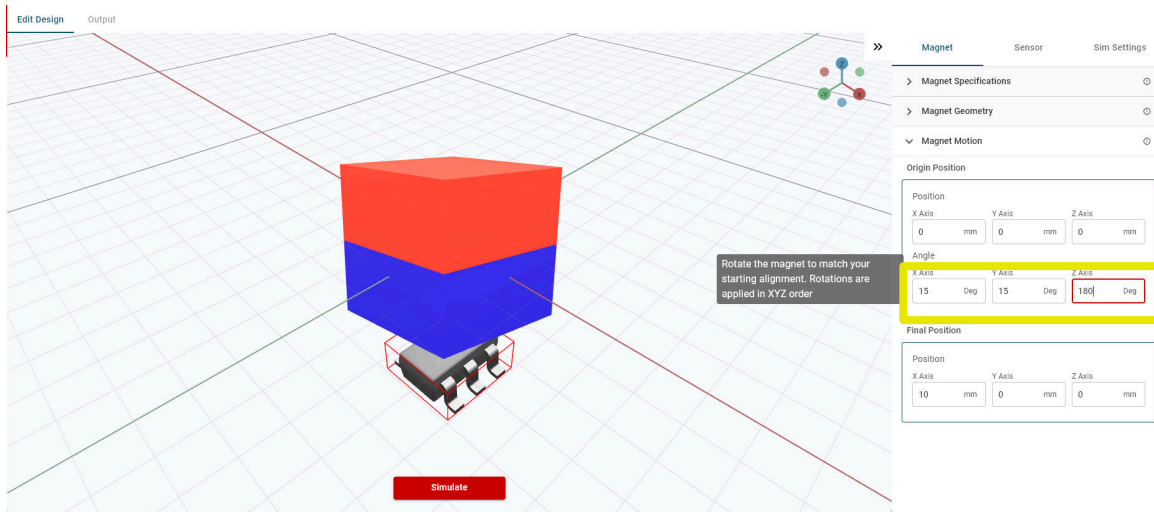 Edit Design Output
» Magnet Sensor Sim Settings
Z
-Y X
Magnet Specifications
Magnet Geometry
Magnet Motion
Origin Position
Position
X Axis Y Axis Z Axis
0 mm 0 mm 0 mm
Angle
X Axis Y Axis Z Axis
15 Deg 15 Deg 180 Deg
Rotate the magnet to match your
starting alignment. Rotations are
applied in XYZ order
Final Position
Position
X Axis Y Axis Z Axis
10 mm 0 mm 0 mm
Simulate